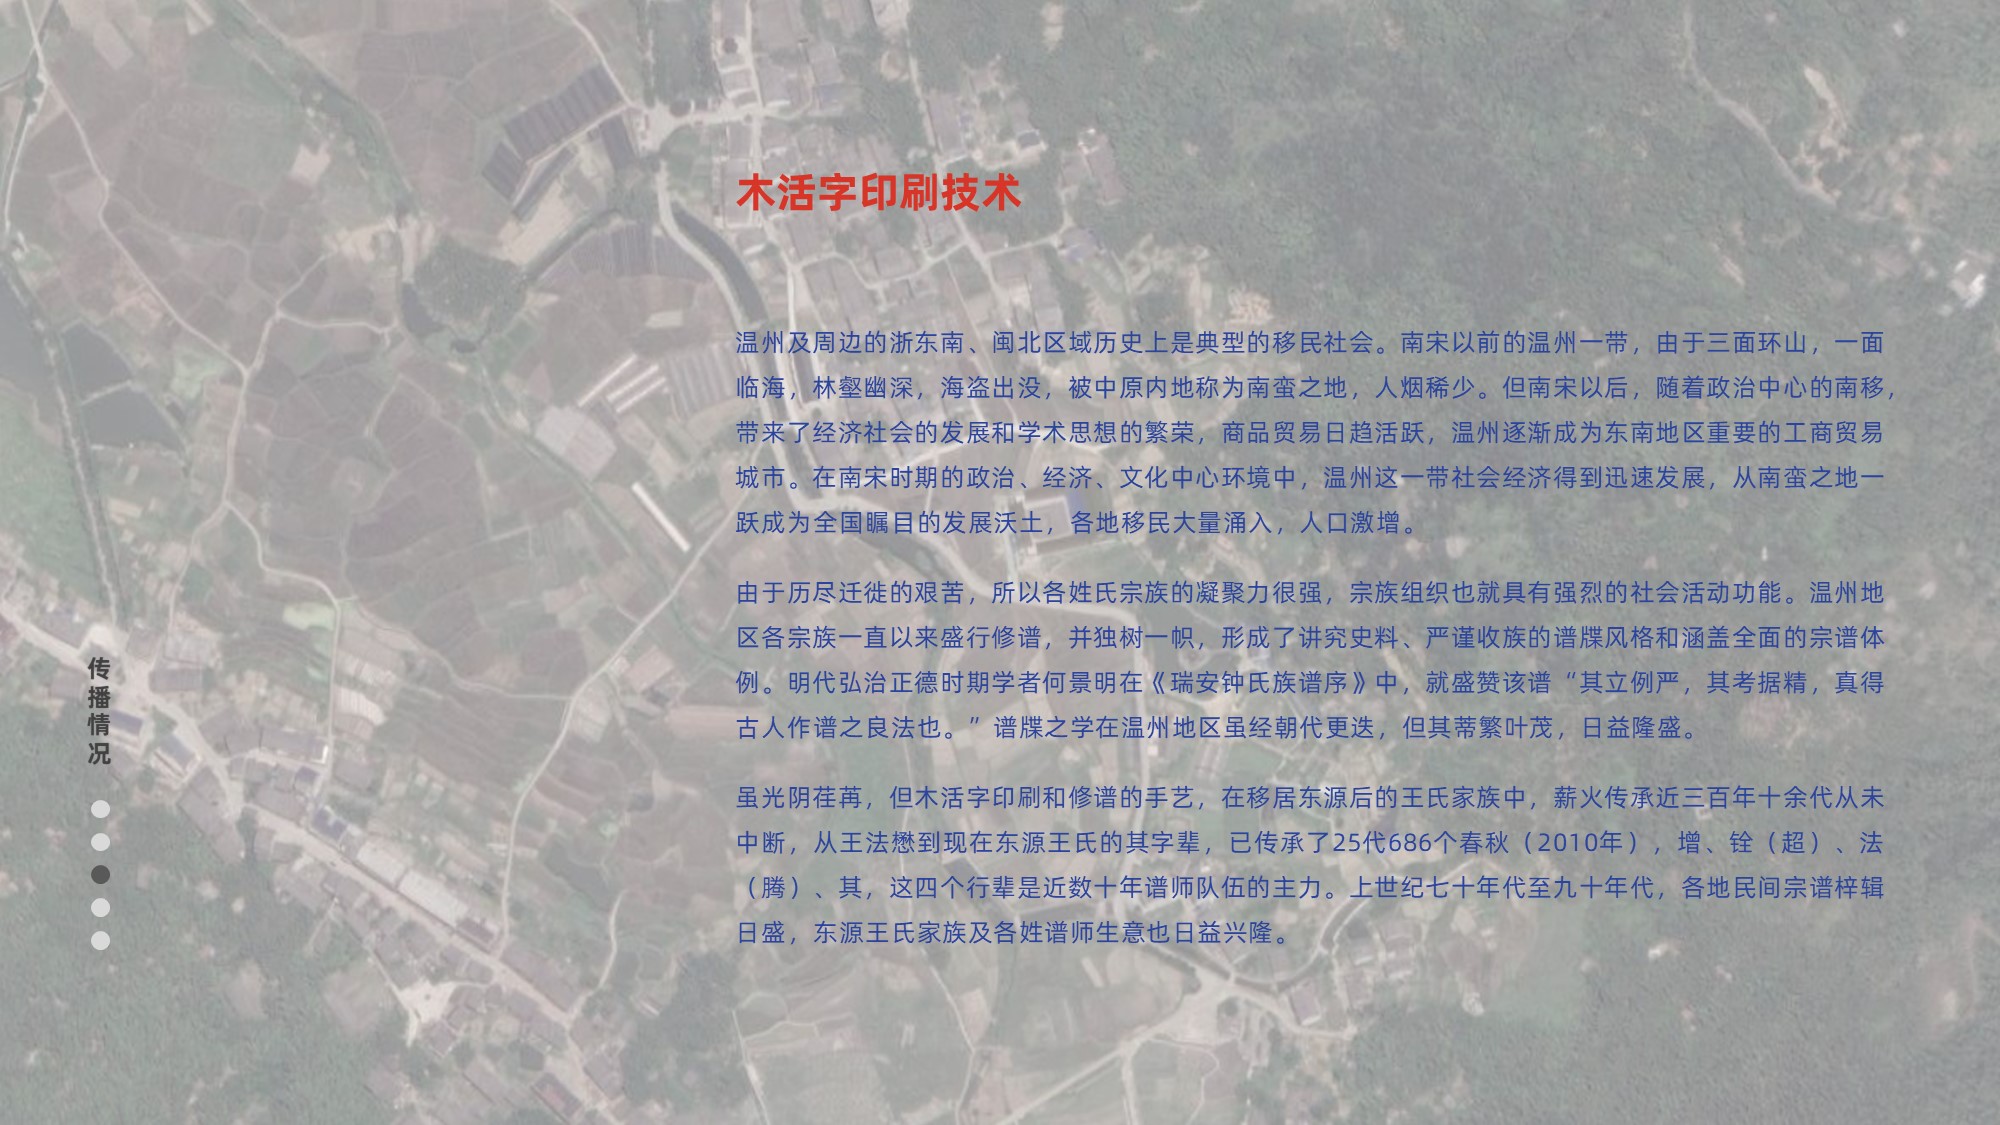 木活字印刷技术
温州及周边的浙东南、闽北区域历史上是典型的移民社会。南宋以前的温州一带，由于三面环山，一面
临海，林壑幽深，海盗出没，被中原内地称为南蛮之地，人烟稀少。但南宋以后，随着政治中心的南移，
带来了经济社会的发展和学术思想的繁荣，商品贸易日趋活跃，温州逐渐成为东南地区重要的工商贸易
城市。在南宋时期的政治、经济、文化中心环境中，温州这一带社会经济得到迅速发展，从南蛮之地一
跃成为全国瞩目的发展沃土，各地移民大量涌入，人口激增。
由于历尽迁徙的艰苦，所以各姓氏宗族的凝聚力很强，宗族组织也就具有强烈的社会活动功能。温州地
区各宗族一直以来盛行修谱，并独树一帜，形成了讲究史料、严谨收族的谱牒风格和涵盖全面的宗谱体
例。明代弘治正德时期学者何景明在《瑞安钟氏族谱序》中，就盛赞该谱“其立例严，其考据精，真得
古人作谱之良法也。”谱牒之学在温州地区虽经朝代更迭，但其蒂繁叶茂，日益隆盛。
虽光阴荏苒，但木活字印刷和修谱的手艺，在移居东源后的王氏家族中，薪火传承近三百年十余代从未
中断，从王法懋到现在东源王氏的其字辈，已传承了25代686个春秋（2010年），增、铨（超）、法
（腾）、其，这四个行辈是近数十年谱师队伍的主力。上世纪七十年代至九十年代，各地民间宗谱梓辑
日盛，东源王氏家族及各姓谱师生意也日益兴隆。
传播情况